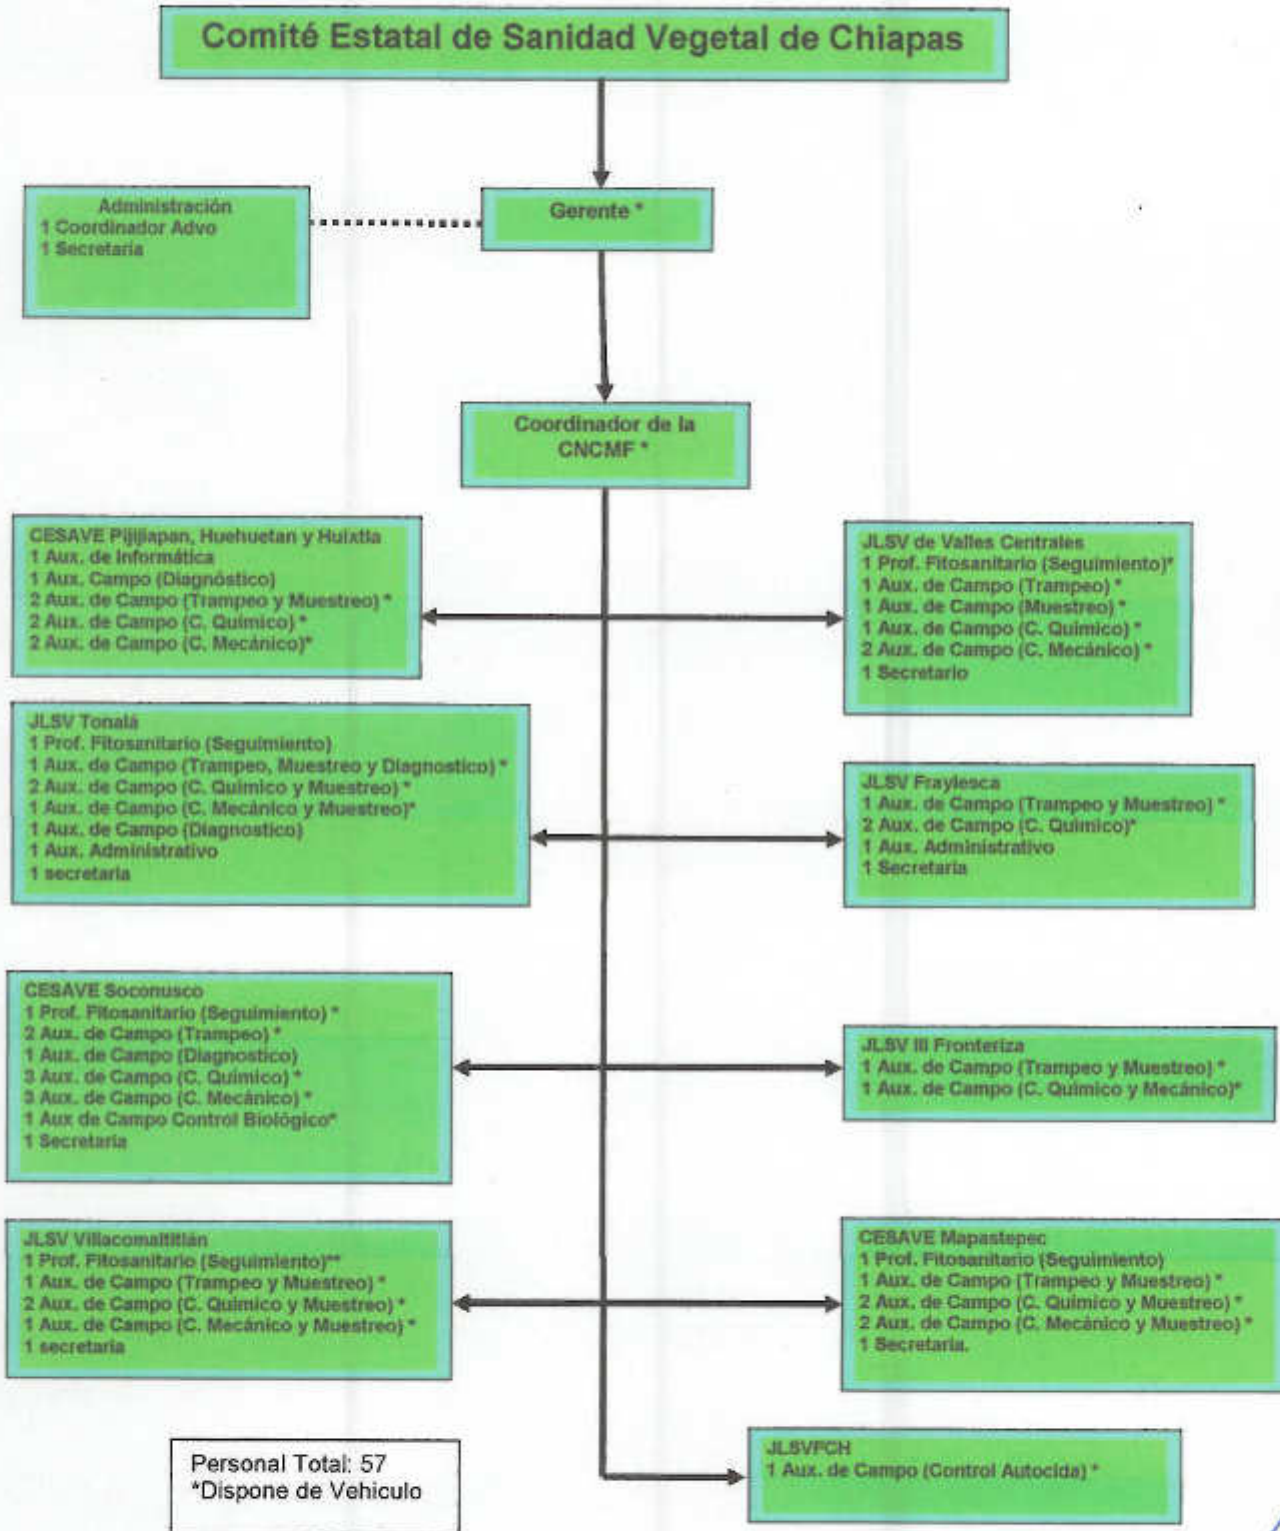 Comité Estatal de Sanidad Vegetal de Chiapas
Administración
1 Coordinador Advo
1 Secretaria
Gerente *
Coordinador de la
CNCMF *
CESAVE Pijijiapan, Huehuetan y Huixtla
1 Aux. de Informática
1 Aux. Campo (Diagnóstico)
2 Aux. de Campo (Trampeo y Muestreo) *
2 Aux. de Campo (C. Químico) *
2 Aux. de Campo (C. Mecánico)*
JLSV de Valles Centrales
1 Prof. Fitosanitario (Seguimiento)*
1 Aux. de Campo (Trampeo) *
1 Aux. de Campo (Muestreo) *
1 Aux. de Campo (C. Químico) *
2 Aux. de Campo (C. Mecánico) *
1 Secretario
JLSV Tonalá
1 Prof. Fitosanitario (Seguimiento)
1 Aux. de Campo (Trampeo, Muestreo y Diagnostico) *
2 Aux. de Campo (C. Químico y Muestreo) *
1 Aux. de Campo (C. Mecánico y Muestreo)*
1 Aux. de Campo (Diagnostico)
1 Aux. Administrativo
1 secretaria
JLSV Fraylesca
1 Aux. de Campo (Trampeo y Muestreo) *
2 Aux. de Campo (C. Químico)*
1 Aux. Administrativo
1 Secretaria
CESAVE Soconusco
1 Prof. Fitosanitario (Seguimiento) *
2 Aux. de Campo (Trampeo) *
1 Aux. de Campo (Diagnostico)
3 Aux. de Campo (C. Químico) *
3 Aux. de Campo (C. Mecánico) *
1 Aux de Campo Control Biológico*
1 Secretaria
JLSV III Fronteriza
1 Aux. de Campo (Trampeo y Muestreo) *
1 Aux. de Campo (C. Químico y Mecánico)*
JLSV Villacomaltitlán
1 Prof. Fitosanitario (Seguimiento)**
1 Aux. de Campo (Trampeo y Muestreo) *
2 Aux. de Campo (C. Químico y Muestreo) *
1 Aux. de Campo (C. Mecánico y Muestreo) *
1 secretaria
CESAVE Mapastepec
1 Prof. Fitosanitario (Seguimiento)
1 Aux. de Campo (Trampeo y Muestreo) *
2 Aux. de Campo (C. Químico y Muestreo) *
2 Aux. de Campo (C. Mecánico y Muestreo) *
1 Secretaria.
JLSVFCH
1 Aux. de Campo (Control Autocida) *
Personal Total: 57
*Dispone de Vehiculo